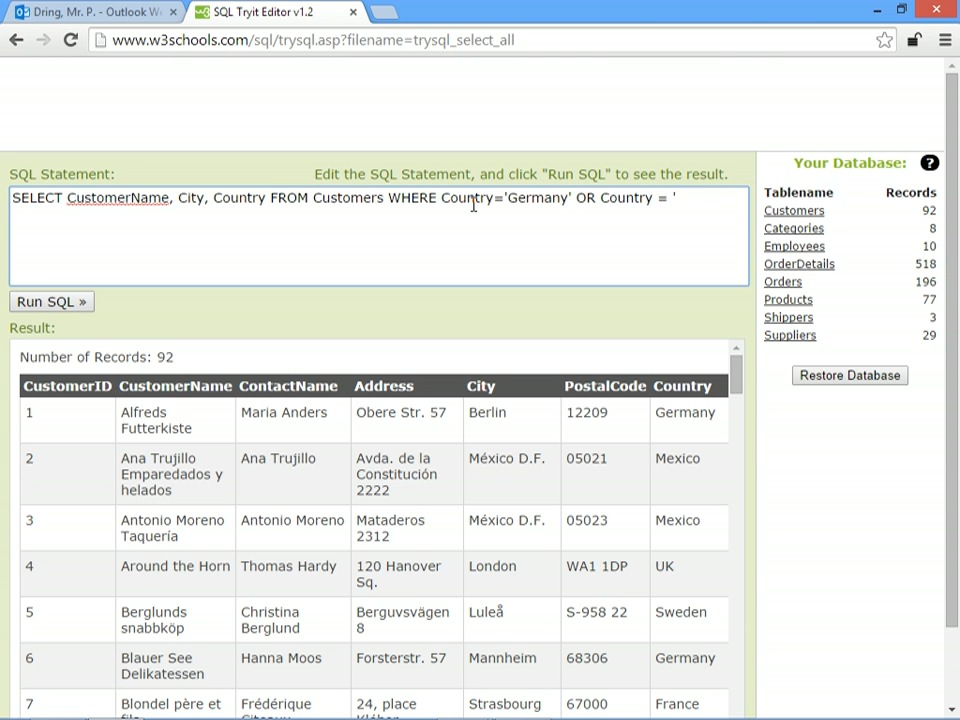 Dring, Mr. P. - Outlook W
SQL Tryit Editor v1.2
www.w3schools.com/sql/trysql.asp?filename=trysql_select_all
SQL Statement:
Edit the SQL Statement, and click "Run SQL" to see the result.
SELECT CustomerName, City, Country FROM Customers WHERE Country='Germany' OR Country = '
Run SQL »
Result:
Number of Records: 92
CustomerID CustomerName ContactName Address City PostalCode Country
1 Alfreds Futterkiste Maria Anders Obere Str. 57 Berlin 12209 Germany
2 Ana Trujillo Emparedados y helados Ana Trujillo Avda. de la Constitución 2222 México D.F. 05021 Mexico
3 Antonio Moreno Taquería Antonio Moreno Mataderos 2312 México D.F. 05023 Mexico
4 Around the Horn Thomas Hardy 120 Hanover Sq. London WA1 1DP UK
5 Berglunds snabbköp Christina Berglund Berguvsvägen 8 Luleå S-958 22 Sweden
6 Blauer See Delikatessen Hanna Moos Forsterstr. 57 Mannheim 68306 Germany
7 Blondel père et Frédérique 24, place Strasbourg 67000 France
Your Database: ?
Tablename Records
Customers 92
Categories 8
Employees 10
OrderDetails 518
Orders 196
Products 77
Shippers 3
Suppliers 29
Restore Database